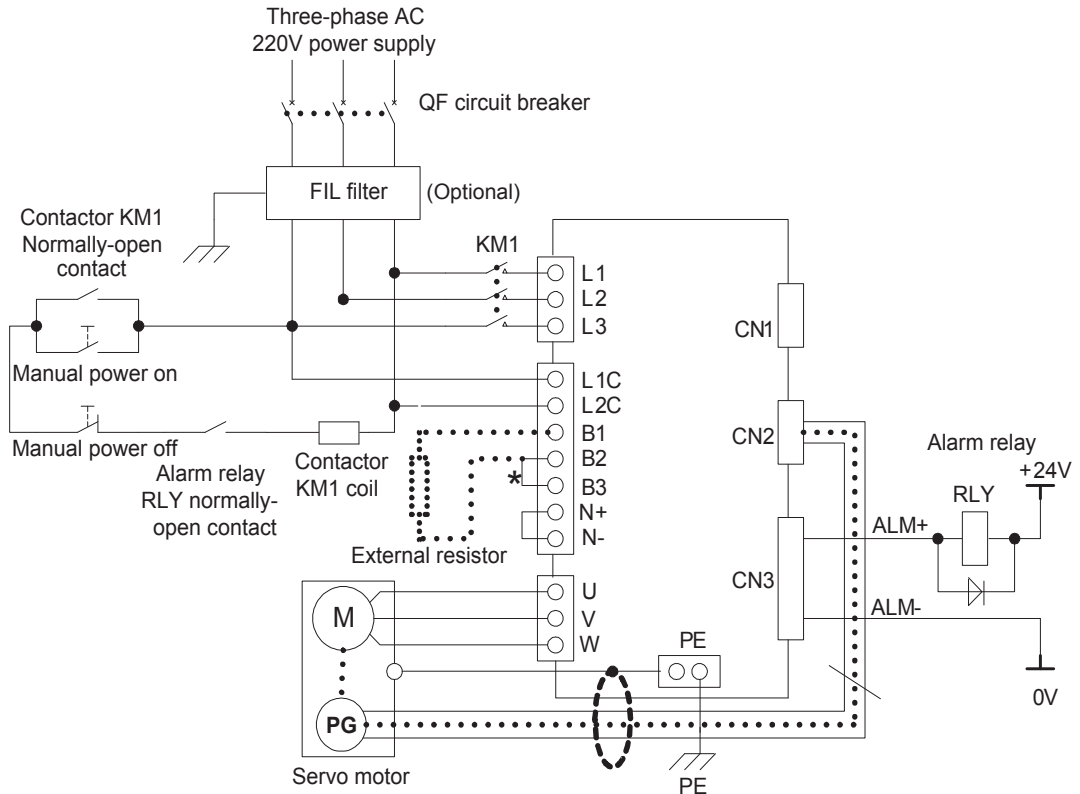 Three-phase AC
220V power supply
QF circuit breaker
FIL filter
(Optional)
Contactor KM1
Normally-open
contact
KM1
L1
L2
L3
CN1
Manual power on
L1C
L2C
B1
B2
B3
N+
N-
*
Manual power off
Alarm relay
RLY normally-
open contact
Contactor
KM1 coil
External resistor
CN2
Alarm relay
+24V
RLY
ALM+
CN3
ALM-
0V
U
V
W
M
PE
PG
Servo motor
PE